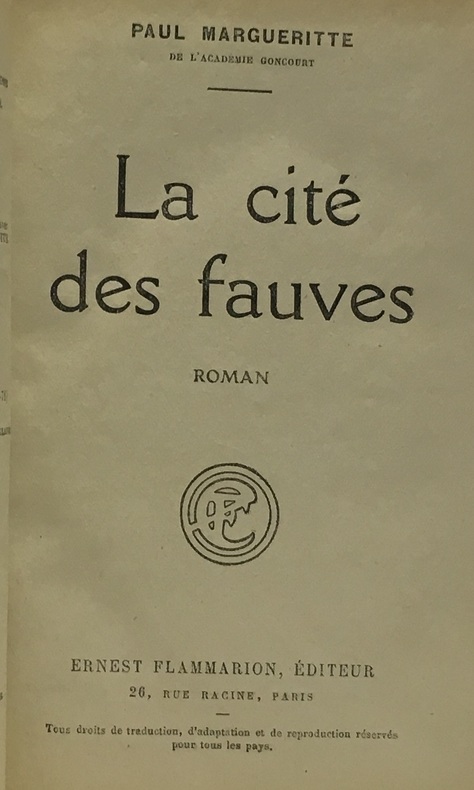 PAUL MARGUERITTE
DE L'ACADÉMIE GONCOURT
La cité
des fauves
ROMAN
ERNEST FLAMMARION, ÉDITEUR
26, RUE RACINE, PARIS
Tous droits de traduction, d'adaptation et de reproduction réservés
pour tous les pays.